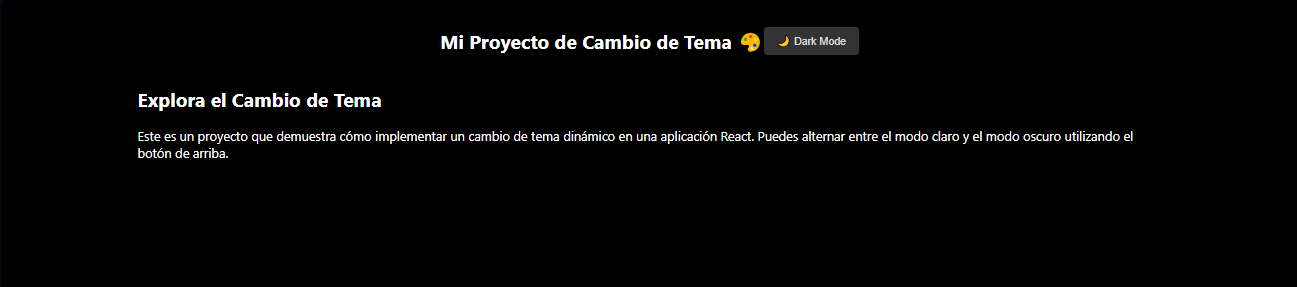 Mi Proyecto de Cambio de Tema 🎨 🌙 Dark Mode
Explora el Cambio de Tema
Este es un proyecto que demuestra cómo implementar un cambio de tema dinámico en una aplicación React. Puedes alternar entre el modo claro y el modo oscuro utilizando el
botón de arriba.